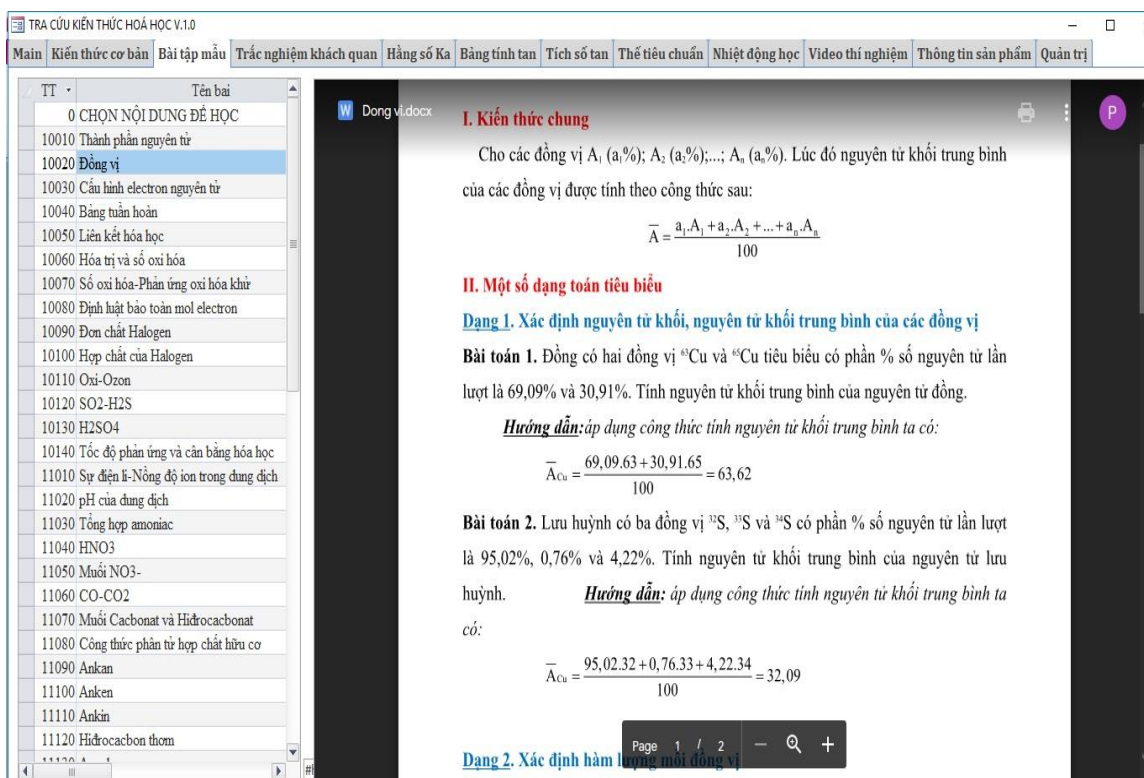 TRA CỨU KIẾN THỨC HOÁ HỌC V.1.0
Main Kiến thức cơ bản Bài tập mẫu Trắc nghiệm khách quan Hằng số Ka Bảng tính tan Tích số tan Thế tiêu chuẩn Nhiệt động học Video thí nghiệm Thông tin sản phẩm Quản trị
TT Tên bai
0 CHỌN NỘI DUNG ĐỂ HỌC
10010 Thành phần nguyên tử
10020 Đồng vị
10030 Cấu hình electron nguyên tử
10040 Bảng tuần hoàn
10050 Liên kết hóa học
10060 Hóa trị và số oxi hóa
10070 Số oxi hóa-Phản ứng oxi hóa khử
10080 Định luật bảo toàn mol electron
10090 Đơn chất Halogen
10100 Hợp chất của Halogen
10110 Oxi-Ozon
10120 SO2-H2S
10130 H2SO4
10140 Tốc độ phản ứng và cân bằng hóa học
11010 Sự điện li-Nồng độ ion trong dung dịch
11020 pH của dung dịch
11030 Tổng hợp amoniac
11040 HNO3
11050 Muối NO3-
11060 CO-CO2
11070 Muối Cacbonat và Hiđrocacbonat
11080 Công thức phân tử hợp chất hữu cơ
11090 Ankan
11100 Anken
11110 Ankin
11120 Hiđrocacbon thơm
W Dong vi.docx
P
I. Kiến thức chung
Cho các đồng vị A₁ (a₁%); A₂ (a₂%);...; Aₙ (aₙ%). Lúc đó nguyên tử khối trung bình
của các đồng vị được tính theo công thức sau:
A̅ = (a₁.A₁ + a₂.A₂ + ... + aₙ.Aₙ)/100
II. Một số dạng toán tiêu biểu
Dạng 1. Xác định nguyên tử khối, nguyên tử khối trung bình của các đồng vị
Bài toán 1. Đồng có hai đồng vị ⁶³Cu và ⁶⁵Cu tiêu biểu có phần % số nguyên tử lần
lượt là 69,09% và 30,91%. Tính nguyên tử khối trung bình của nguyên tử đồng.
Hướng dẫn:áp dụng công thức tính nguyên tử khối trung bình ta có:
A̅Cu = (69,09.63 + 30,91.65)/100 = 63,62
Bài toán 2. Lưu huỳnh có ba đồng vị ³²S, ³³S và ³⁴S có phần % số nguyên tử lần lượt
là 95,02%, 0,76% và 4,22%. Tính nguyên tử khối trung bình của nguyên tử lưu
huỳnh. Hướng dẫn: áp dụng công thức tính nguyên tử khối trung bình ta
có:
A̅Cu = (95,02.32 + 0,76.33 + 4,22.34)/100 = 32,09
Page 1 / 2
Dạng 2. Xác định hàm lượng mỗi đồng vị